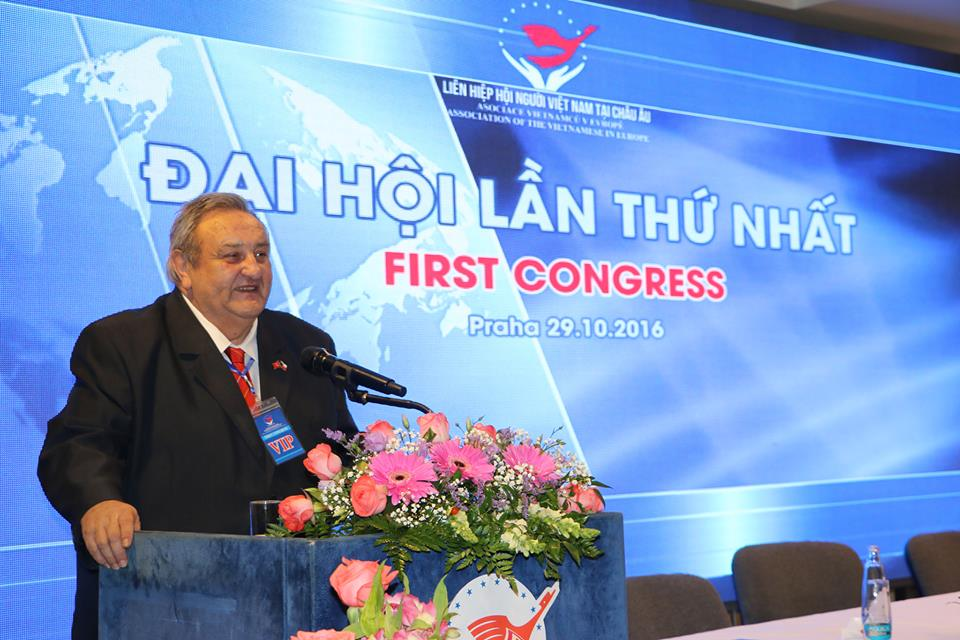 LIÊN HIỆP HỘI NGƯỜI VIỆT NAM TẠI CHÂU ÂU
ASOCIACE VIETNAMCŮ V EVROPĚ
ASSOCIATION OF THE VIETNAMESE IN EUROPE
ĐẠI HỘI LẦN THỨ NHẤT
FIRST CONGRESS
Praha 29.10.2016
VIP